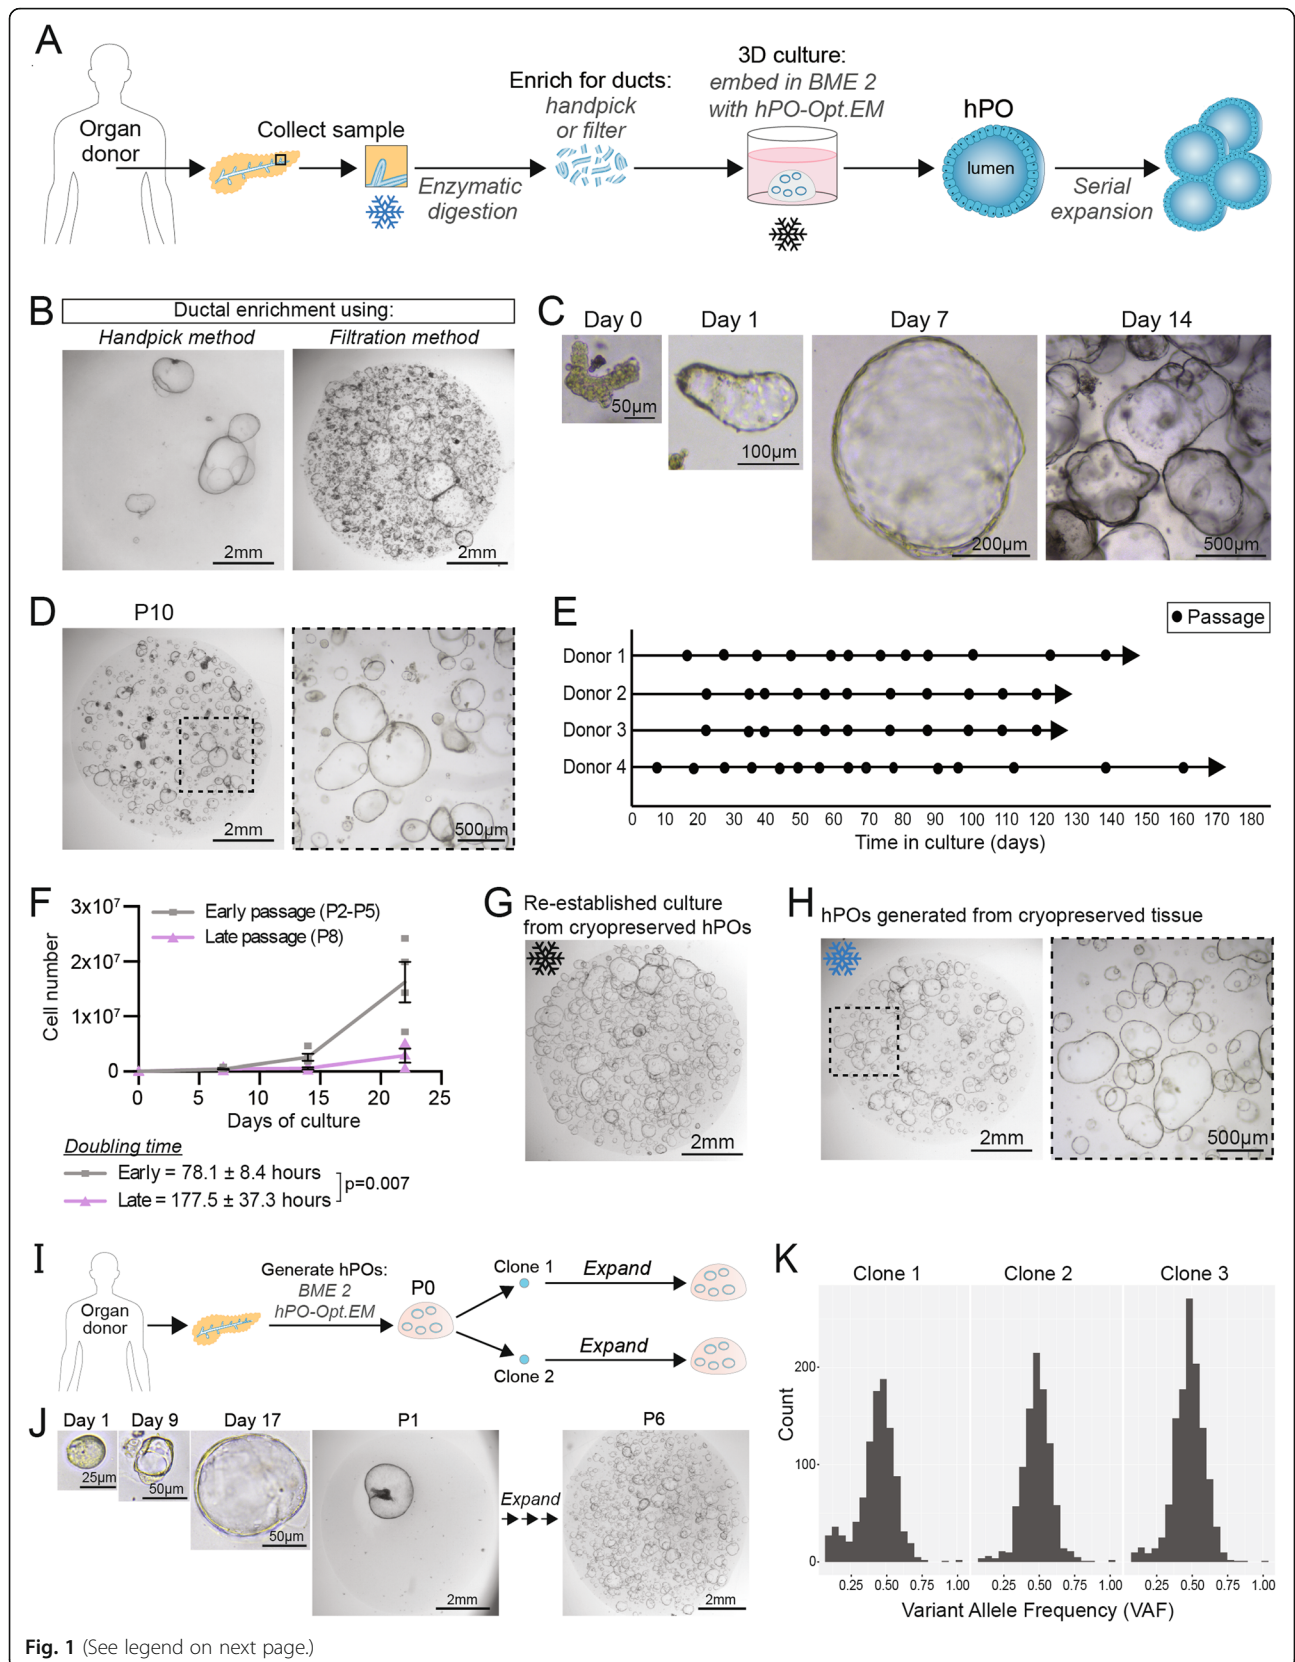 A
Organ
donor
Collect sample
Enzymatic
digestion
Enrich for ducts:
handpick
or filter
3D culture:
embed in BME 2
with hPO-Opt.EM
hPO
lumen
Serial
expansion
B
Ductal enrichment using:
Handpick method
Filtration method
2mm
2mm
C
Day 0
Day 1
Day 7
Day 14
50µm
100µm
200µm
500µm
D
P10
2mm
500µm
E
Passage
Donor 1
Donor 2
Donor 3
Donor 4
0 10 20 30 40 50 60 70 80 90 100 110 120 130 140 150 160 170 180
Time in culture (days)
F
3x10⁷
2x10⁷
1x10⁷
0
Cell number
Early passage (P2-P5)
Late passage (P8)
0 5 10 15 20 25
Days of culture
Doubling time
Early = 78.1 ± 8.4 hours
Late = 177.5 ± 37.3 hours
p=0.007
G
Re-established culture
from cryopreserved hPOs
2mm
H
hPOs generated from cryopreserved tissue
2mm
500µm
I
Organ
donor
Generate hPOs:
BME 2
hPO-Opt.EM
P0
Clone 1
Expand
Clone 2
Expand
J
Day 1
Day 9
Day 17
P1
P6
25µm
50µm
50µm
2mm
Expand
2mm
K
Clone 1
Clone 2
Clone 3
Count
200
100
0
0.25 0.50 0.75 1.00
0.25 0.50 0.75 1.00
0.25 0.50 0.75 1.00
Variant Allele Frequency (VAF)
Fig. 1 (See legend on next page.)